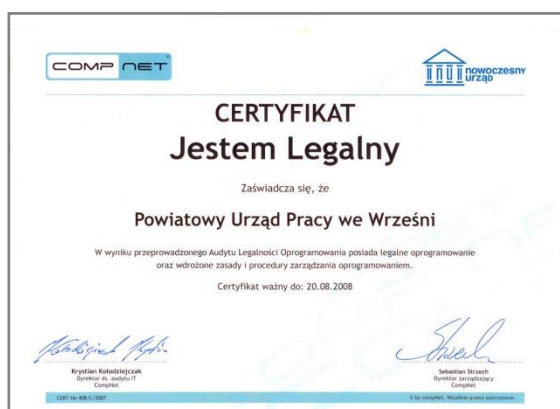 COMP NET
nowoczesny
urząd
CERTYFIKAT
Jestem Legalny
Zaświadcza się, że
Powiatowy Urząd Pracy we Wrześni
W wyniku przeprowadzonego Audytu Legalności Oprogramowania posiada legalne oprogramowanie
oraz wdrożone zasady i procedury zarządzania oprogramowaniem.
Certyfikat ważny do: 20.08.2008
Krystian Kołodziejczak
Dyrektor ds. audytu IT
CompNet
Sebastian Strzech
Dyrektor zarządzający
CompNet
CERT No 408/L/2007
© by compNet. Wszelkie prawa zastrzeżone.